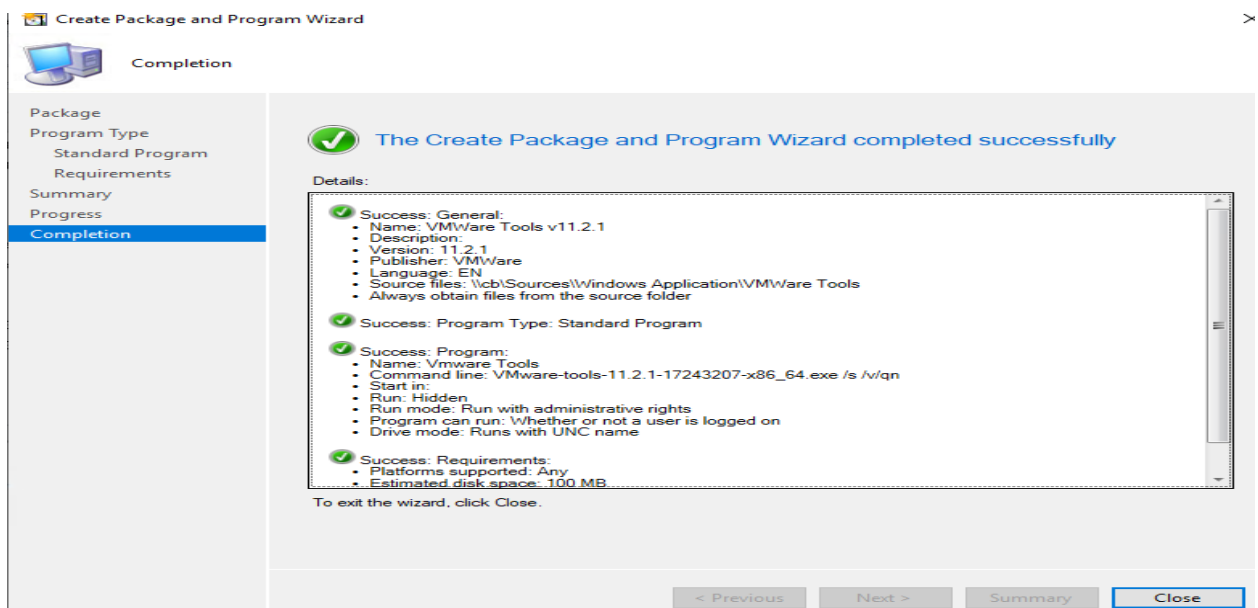 Create Package and Program Wizard
Completion
Package
Program Type
Standard Program
Requirements
Summary
Progress
Completion
The Create Package and Program Wizard completed successfully
Details:
Success: General:
• Name: VMWare Tools v11.2.1
• Description:
• Version: 11.2.1
• Publisher: VMWare
• Language: EN
• Source files: \\cb\Sources\Windows Application\VMWare Tools
• Always obtain files from the source folder
Success: Program Type: Standard Program
Success: Program:
• Name: Vmware Tools
• Command line: VMware-tools-11.2.1-17243207-x86_64.exe /s /v/qn
• Start in:
• Run: Hidden
• Run mode: Run with administrative rights
• Program can run: Whether or not a user is logged on
• Drive mode: Runs with UNC name
Success: Requirements:
• Platforms supported: Any
• Estimated disk space: 100 MB
To exit the wizard, click Close.
< Previous
Next >
Summary
Close